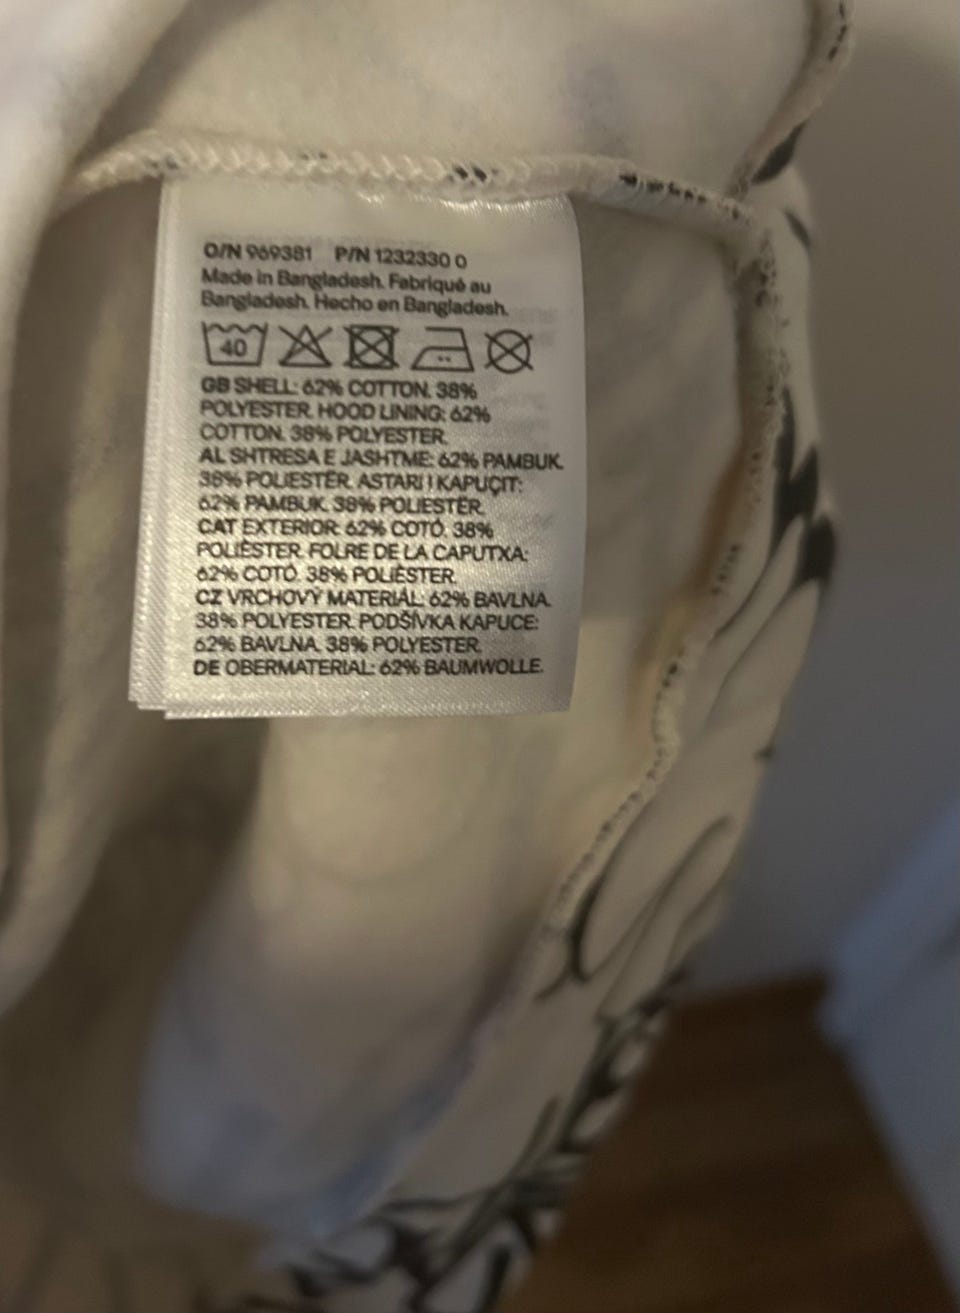 O/N 969381 P/N 1232330 0
Made in Bangladesh. Fabriqué au
Bangladesh. Hecho en Bangladesh.
40
GB SHELL: 62% COTTON. 38%
POLYESTER. HOOD LINING: 62%
COTTON. 38% POLYESTER.
AL SHTRESA E JASHTME: 62% PAMBUK.
38% POLIESTËR. ASTARI I KAPUÇIT:
62% PAMBUK. 38% POLIESTËR.
CAT EXTERIOR: 62% COTÓ. 38%
POLIÈSTER. FOLRE DE LA CAPUTXA:
62% COTÓ. 38% POLIÈSTER.
CZ VRCHOVÝ MATERIÁL: 62% BAVLNA.
38% POLYESTER. PODŠÍVKA KAPUCE:
62% BAVLNA. 38% POLYESTER.
DE OBERMATERIAL: 62% BAUMWOLLE.